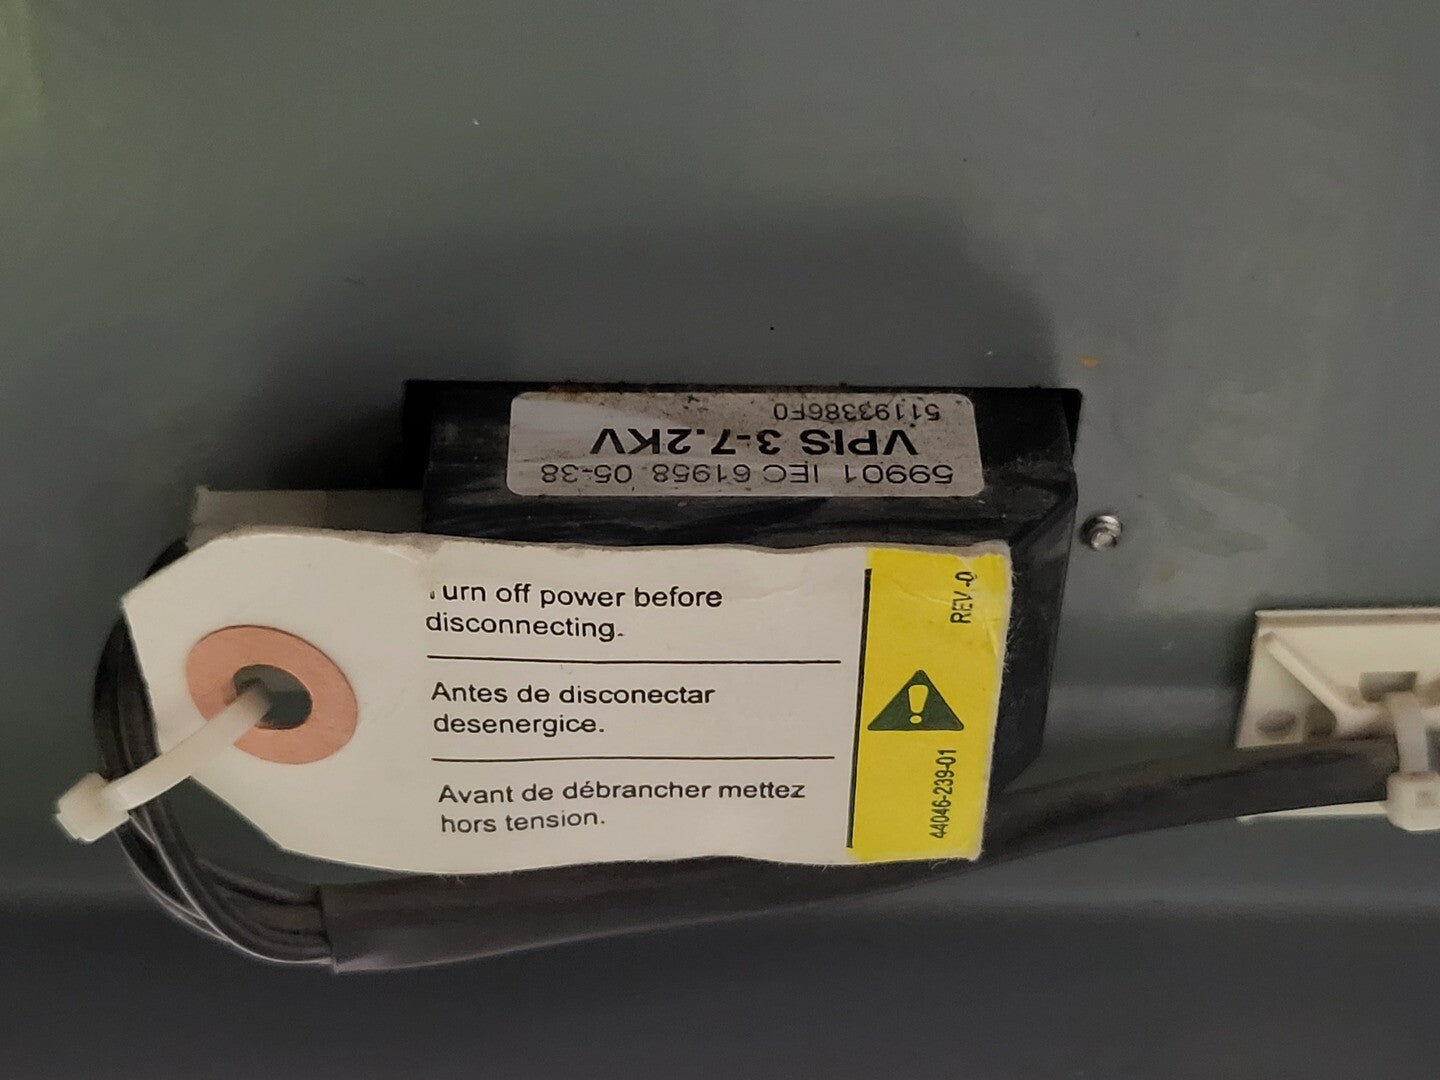 51193386F0
VPIS 3-7.2KV
59901 IEC 61958 05-38
Turn off power before
disconnecting.
Antes de disconectar
desenergice.
Avant de débrancher mettez
hors tension.
44046-239-01
REV.-0